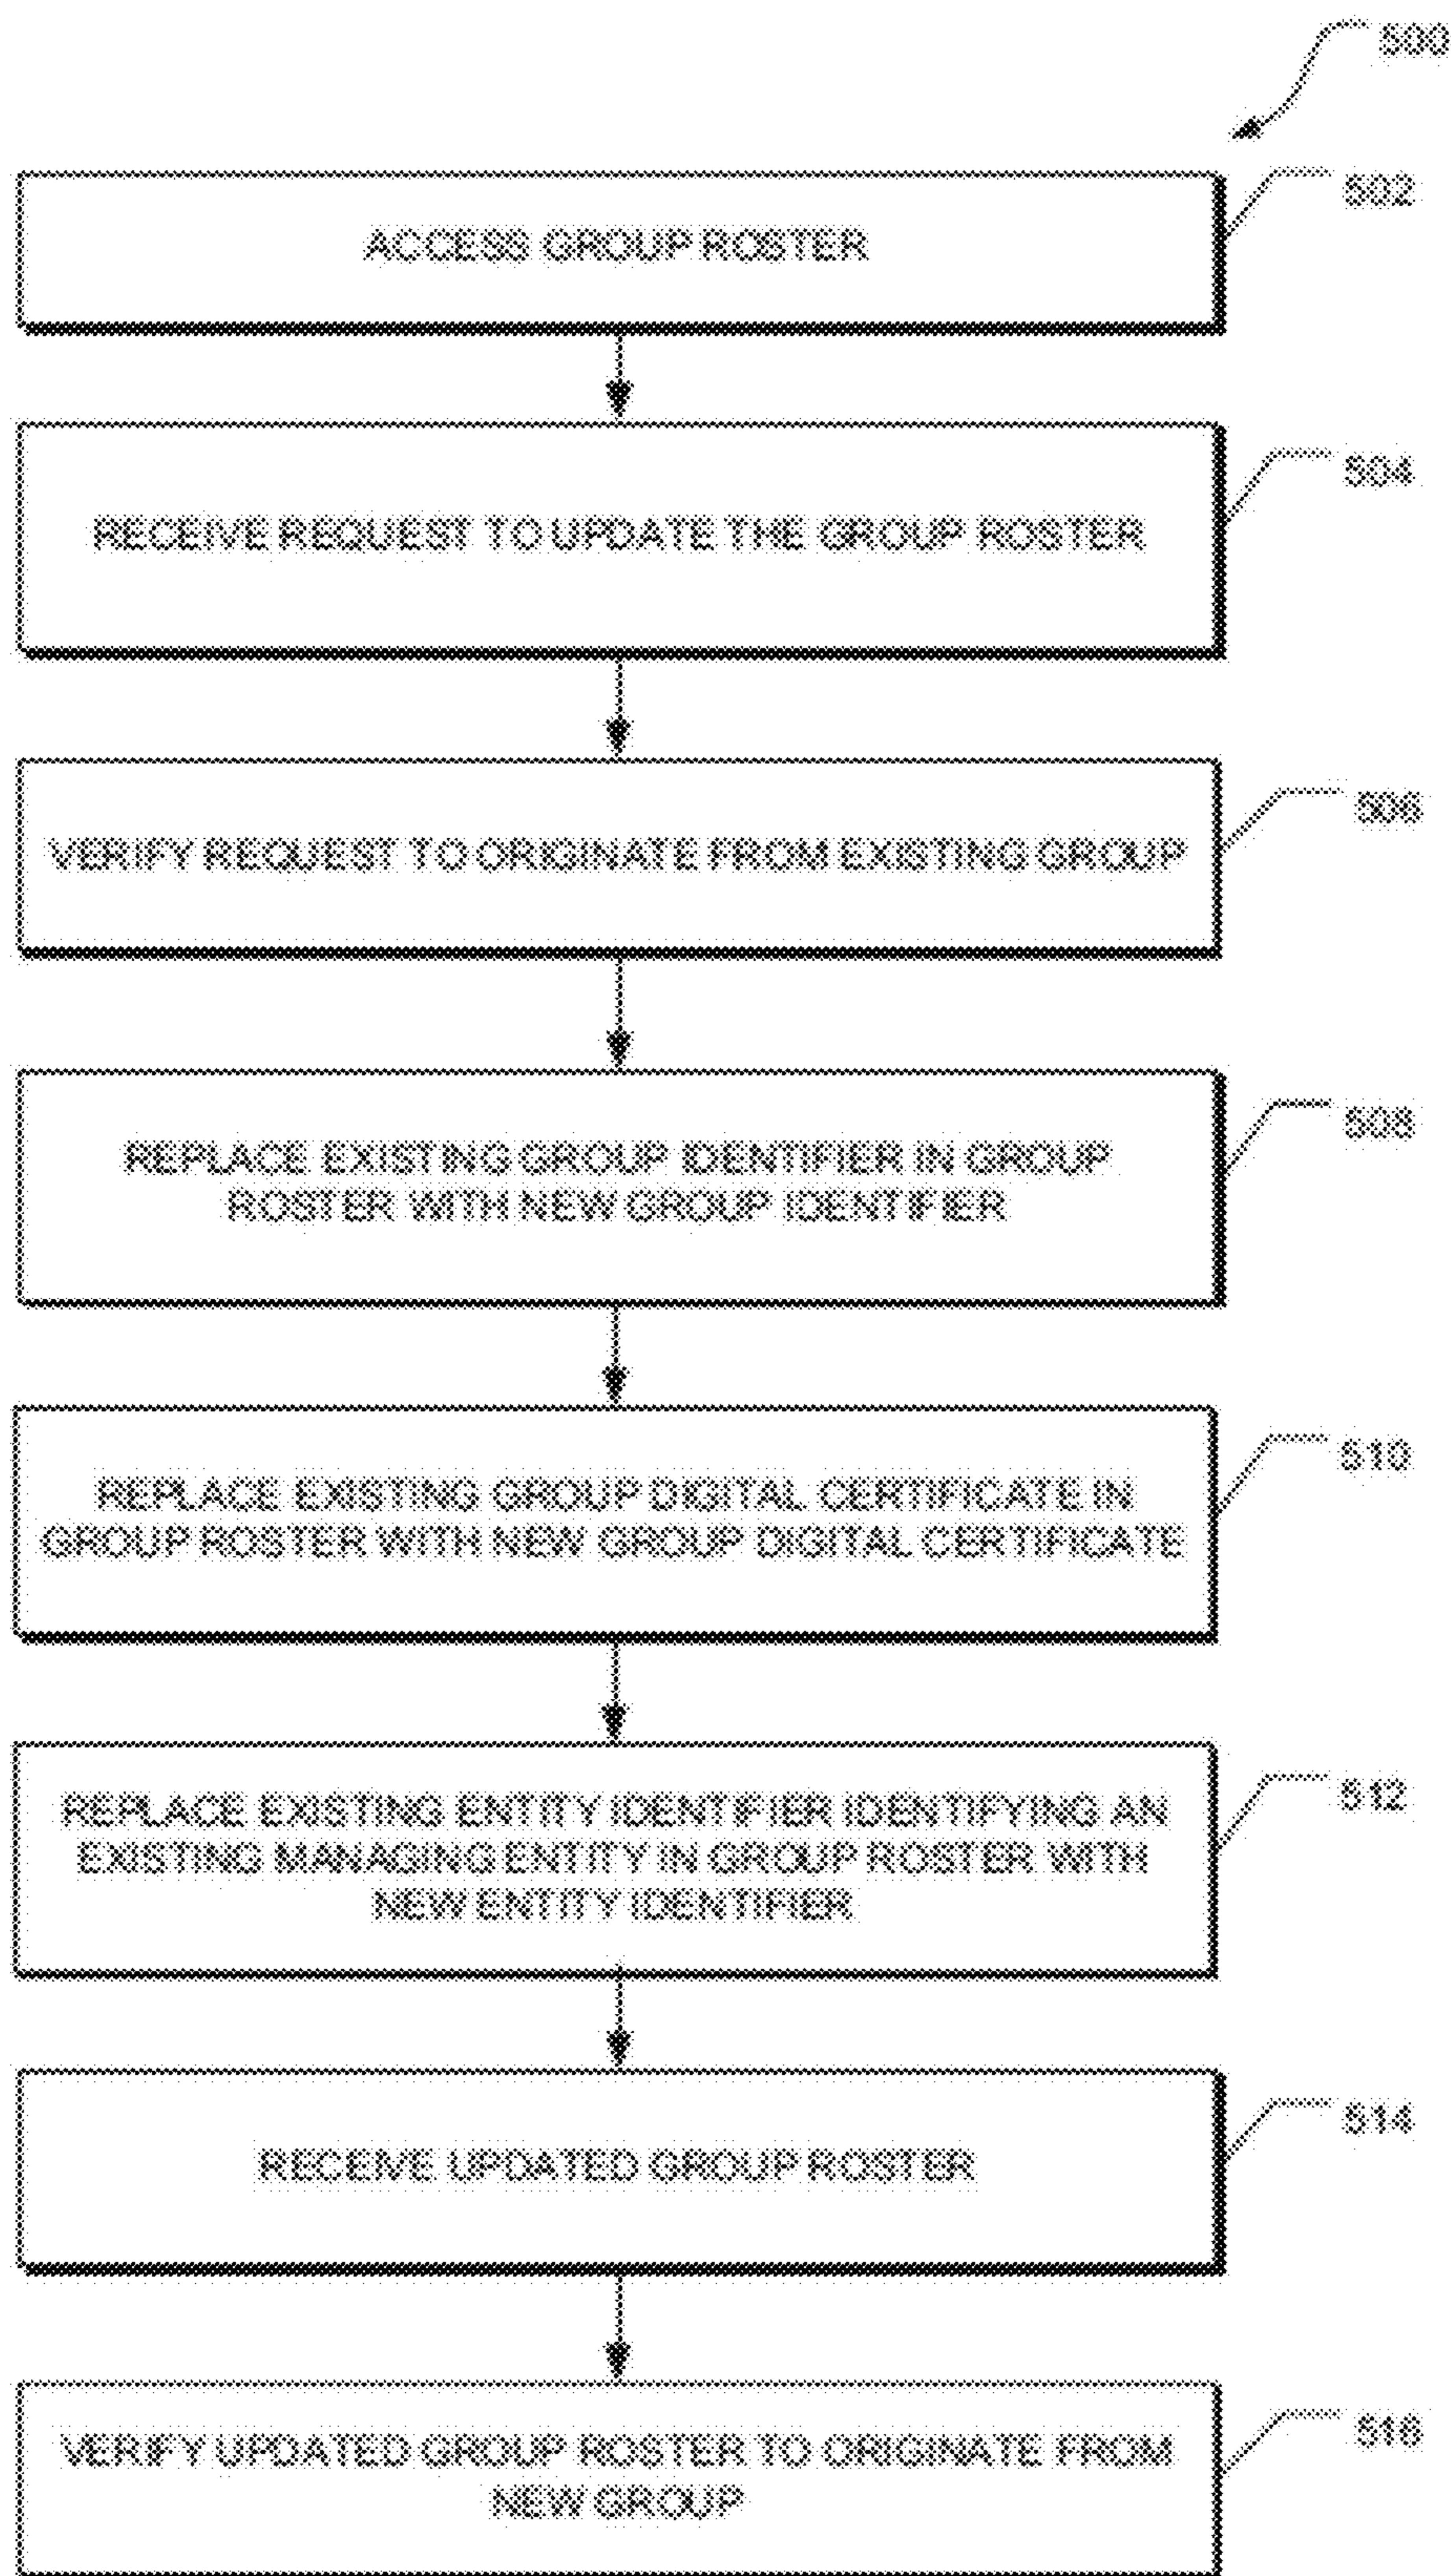 500
502
ACCESS GROUP ROSTER
504
RECEIVE REQUEST TO UPDATE THE GROUP ROSTER
506
VERIFY REQUEST TO ORIGINATE FROM EXISTING GROUP
508
REPLACE EXISTING GROUP IDENTIFIER IN GROUP
ROSTER WITH NEW GROUP IDENTIFIER
510
REPLACE EXISTING GROUP DIGITAL CERTIFICATE IN
GROUP ROSTER WITH NEW GROUP DIGITAL CERTIFICATE
512
REPLACE EXISTING ENTITY IDENTIFIER IDENTIFYING AN
EXISTING MANAGING ENTITY IN GROUP ROSTER WITH
NEW ENTITY IDENTIFIER
514
RECEIVE UPDATED GROUP ROSTER
516
VERIFY UPDATED GROUP ROSTER TO ORIGINATE FROM
NEW GROUP